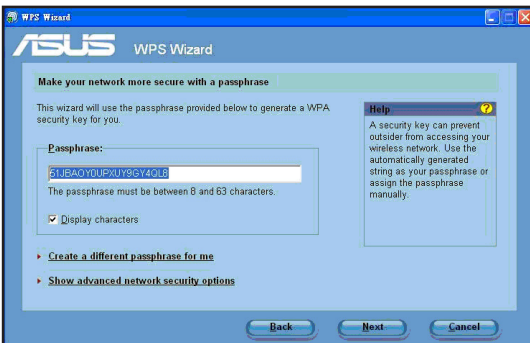 WPS Wizard
ASUS WPS Wizard
Make your network more secure with a passphrase
This wizard will use the passphrase provided below to generate a WPA
security key for you.
Passphrase:
61JBAOY0UPXUY9GY4QL8
The passphrase must be between 8 and 63 characters.
Display characters
Create a different passphrase for me
Show advanced network security options
Help
A security key can prevent
outsider from accessing your
wireless network. Use the
automatically generated
string as your passphrase or
assign the passphrase
manually.
Back
Next
Cancel